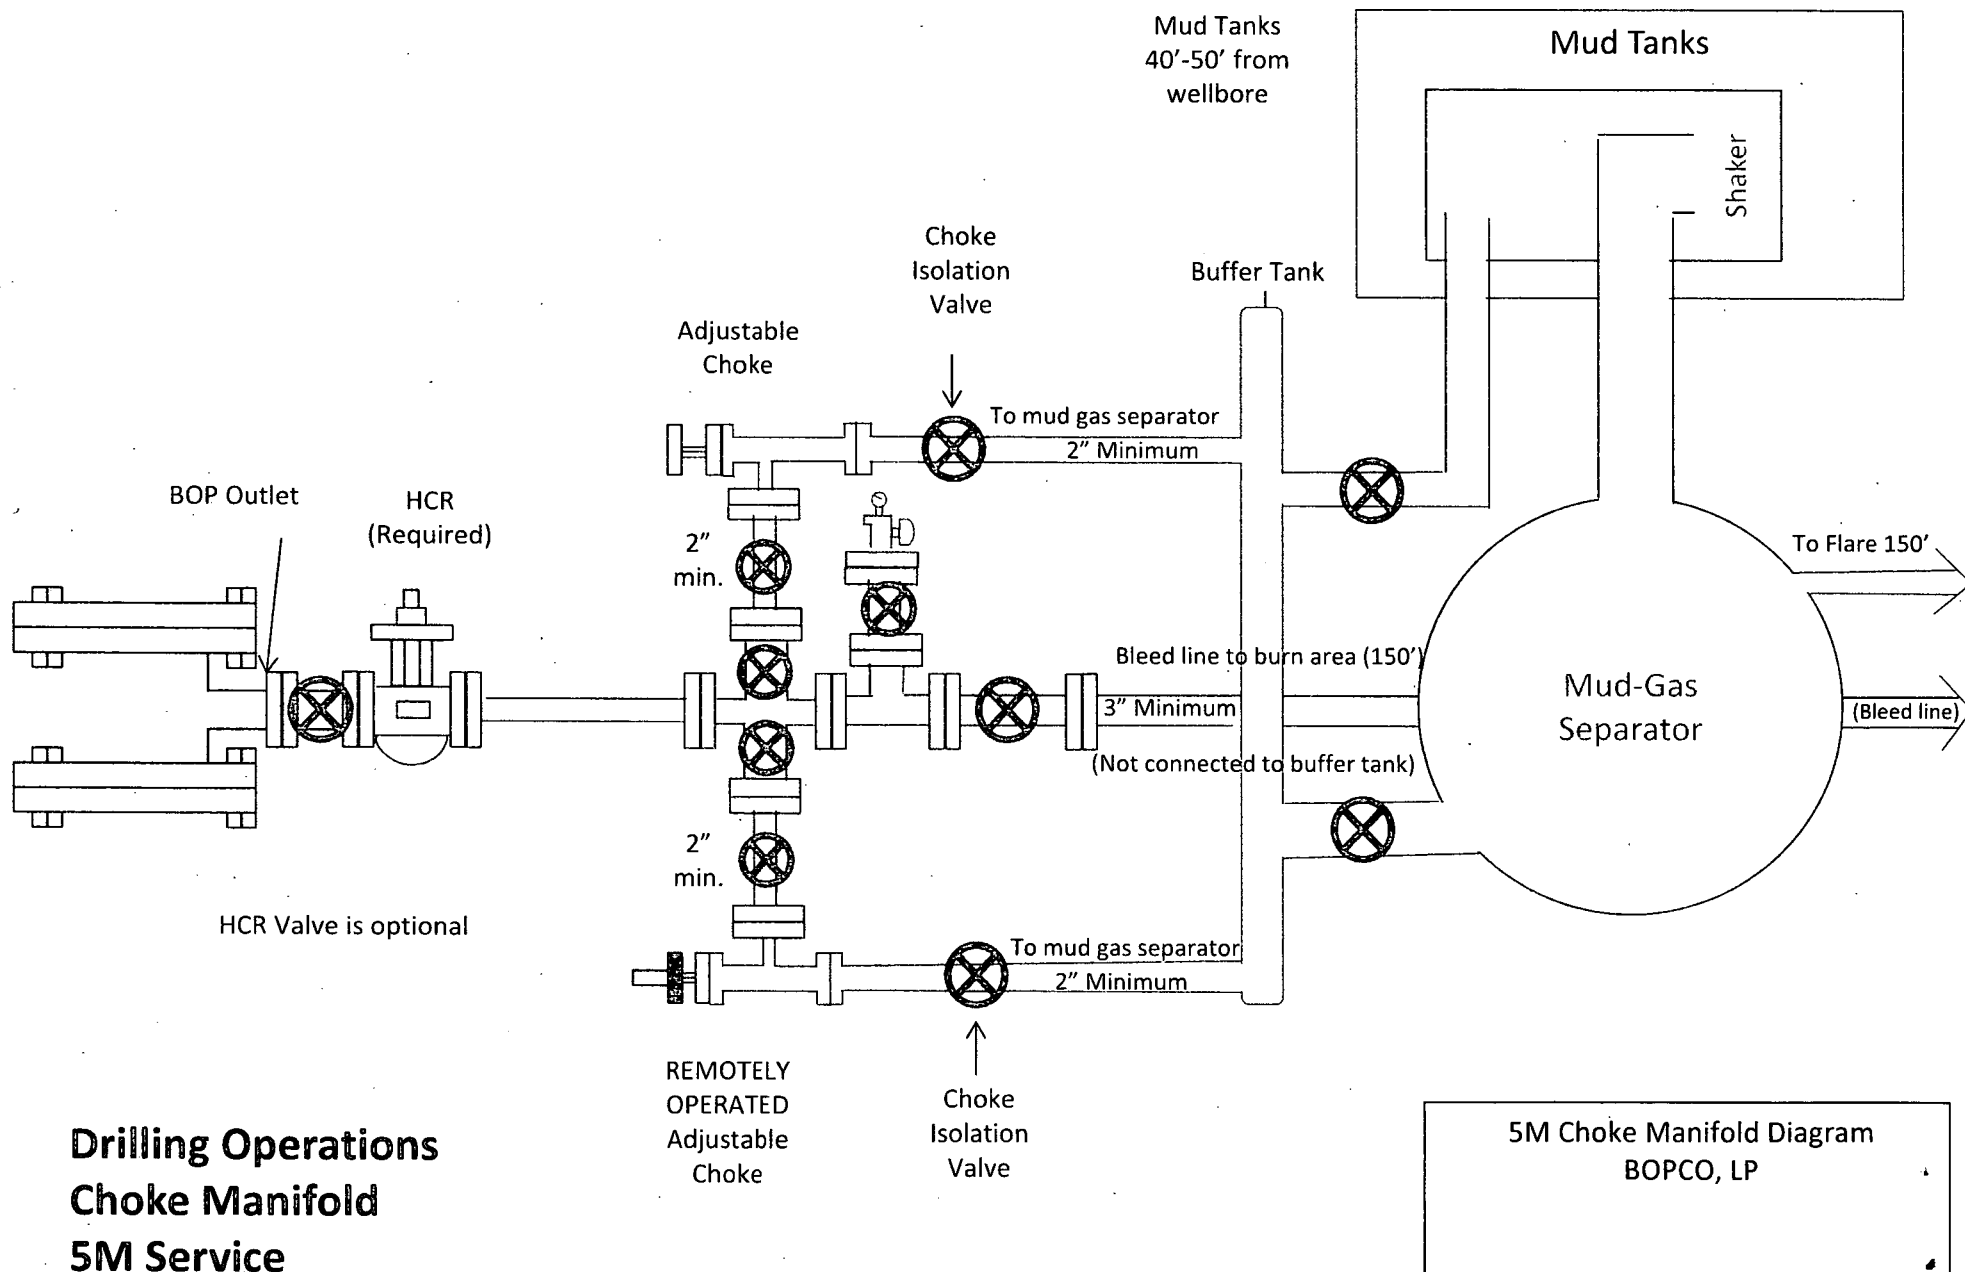 Mud Tanks
40’-50’ from
wellbore
Mud Tanks
Shaker
Choke
Isolation
Valve
Buffer Tank
Adjustable
Choke
To mud gas separator
2” Minimum
BOP Outlet
HCR
(Required)
2”
min.
To Flare 150’
Bleed line to burn area (150’)
3” Minimum
(Not connected to buffer tank)
Mud-Gas
Separator
(Bleed line)
2”
min.
HCR Valve is optional
To mud gas separator
2” Minimum
REMOTELY
OPERATED
Adjustable
Choke
Choke
Isolation
Valve
Drilling Operations
Choke Manifold
5M Service
5M Choke Manifold Diagram
BOPCO, LP